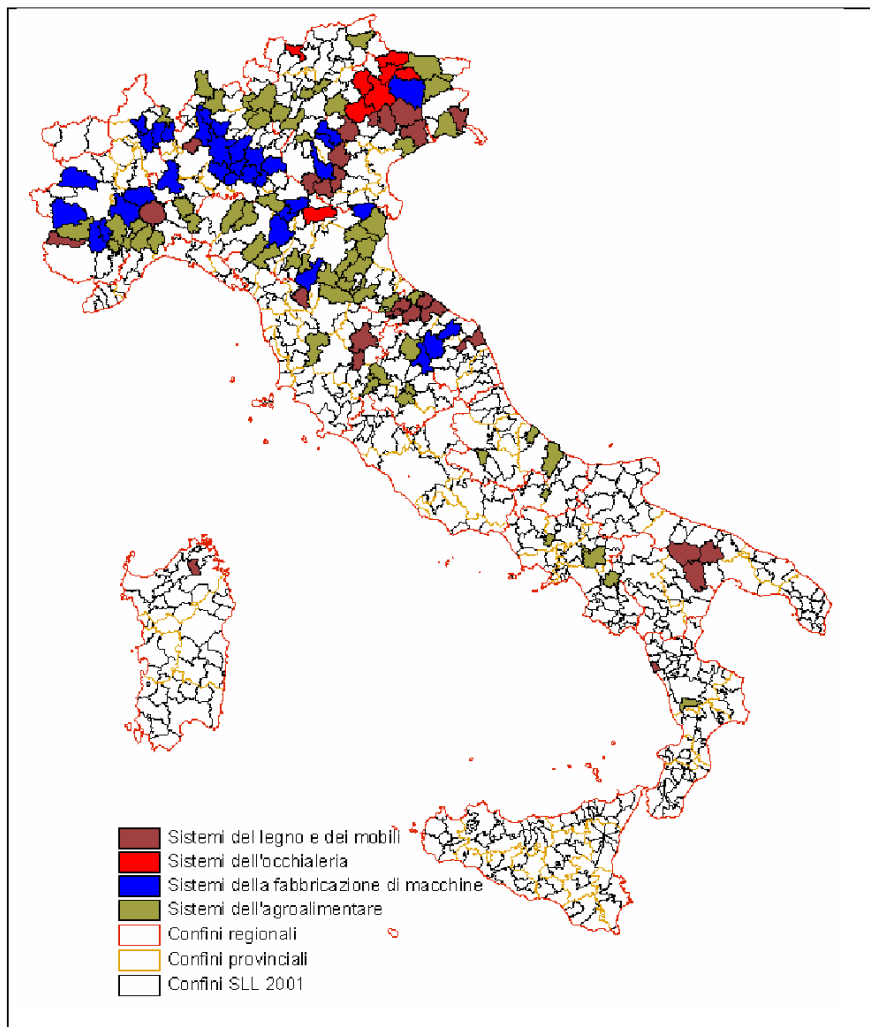 Sistemi del legno e dei mobili
Sistemi dell'occhialeria
Sistemi della fabbricazione di macchine
Sistemi dell'agroalimentare
Confini regionali
Confini provinciali
Confini SLL 2001